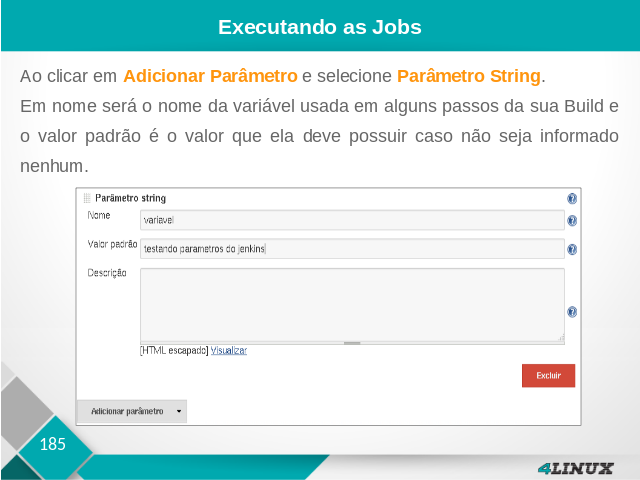 Executando as Jobs
Ao clicar em Adicionar Parâmetro e selecione Parâmetro String.
Em nome será o nome da variável usada em alguns passos da sua Build e
o valor padrão é o valor que ela deve possuir caso não seja informado
nenhum.
Parâmetro string
Nome
variavel
Valor padrão
testando parametros do jenkins
Descrição
[HTML escapado] Visualizar
Excluir
Adicionar parâmetro
185
4LINUX